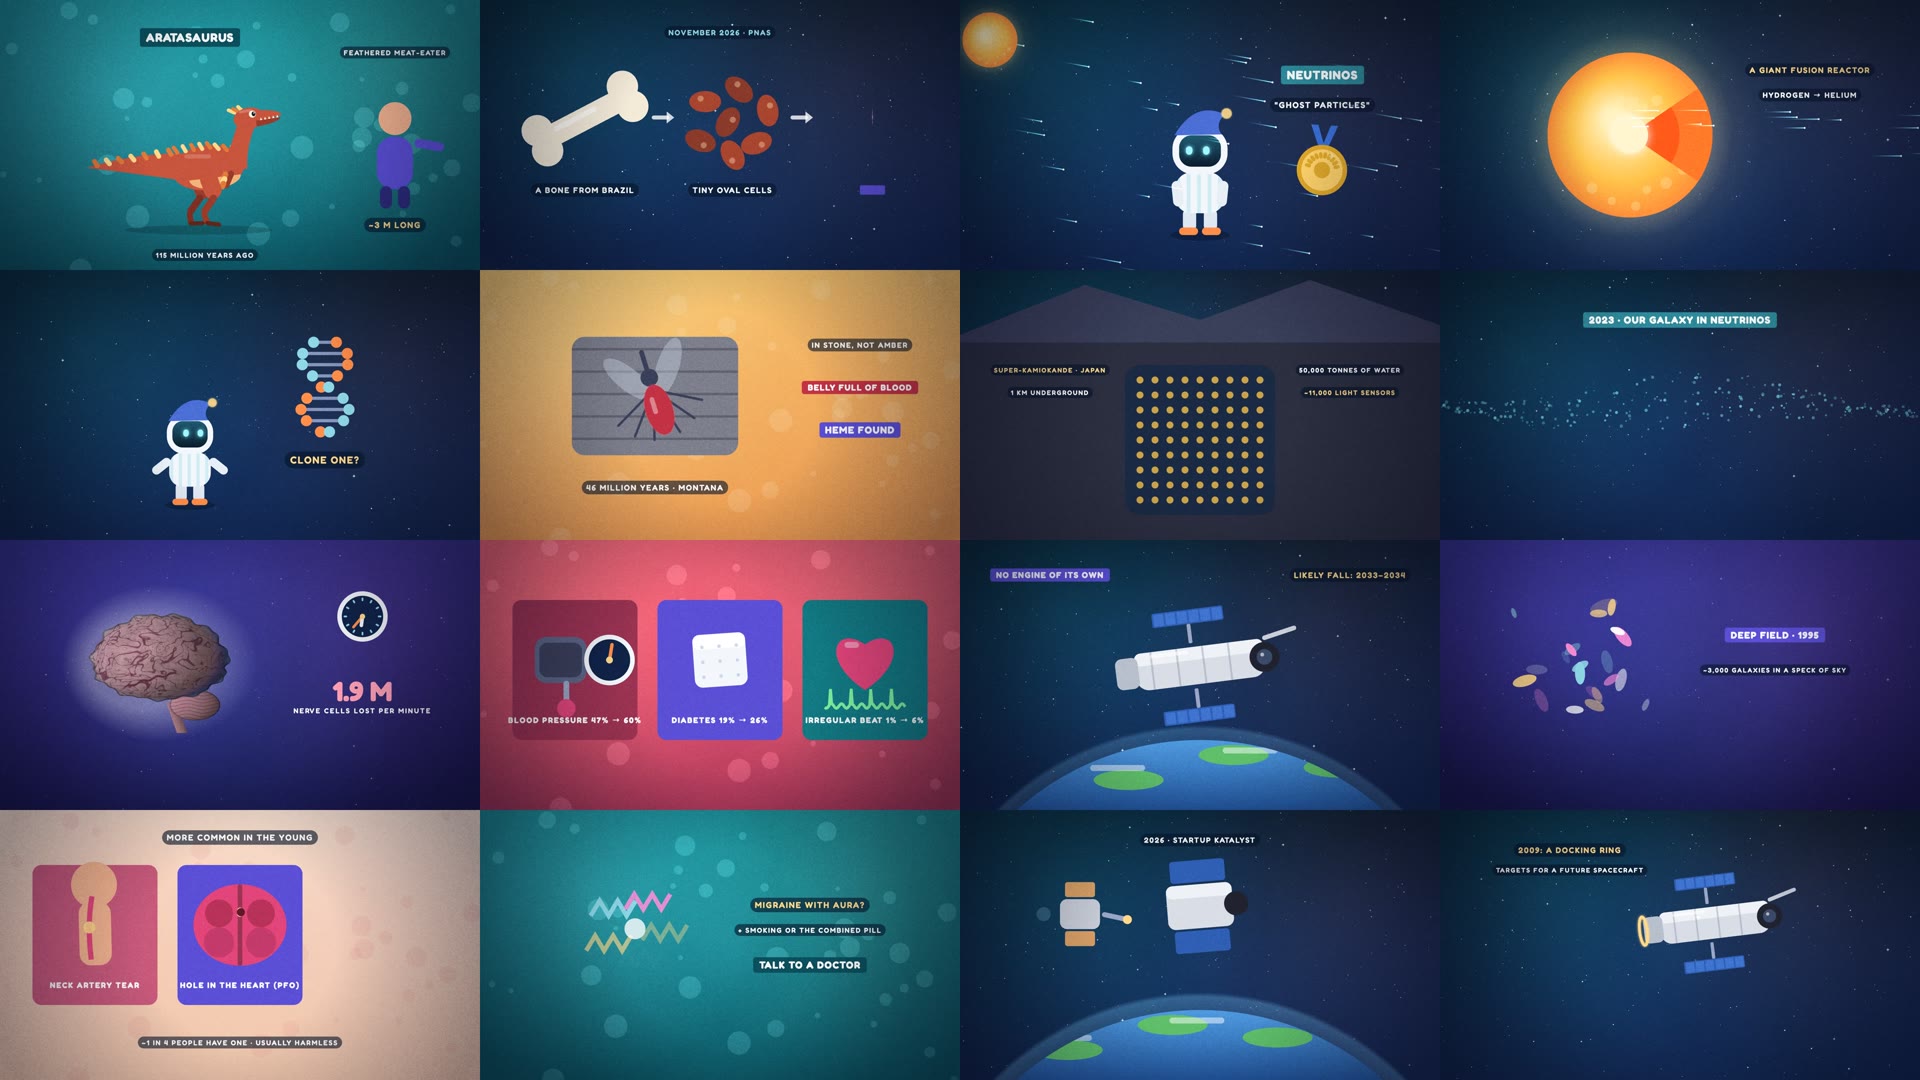 ARATASAURUS
FEATHERED MEAT-EATER
~3 M LONG
115 MILLION YEARS AGO
NOVEMBER 2026 · PNAS
A BONE FROM BRAZIL
TINY OVAL CELLS
NEUTRINOS
"GHOST PARTICLES"
A GIANT FUSION REACTOR
HYDROGEN → HELIUM
CLONE ONE?
IN STONE, NOT AMBER
BELLY FULL OF BLOOD
HEME FOUND
46 MILLION YEARS · MONTANA
SUPER-KAMIOKANDE · JAPAN
1 KM UNDERGROUND
50,000 TONNES OF WATER
~11,000 LIGHT SENSORS
2023 · OUR GALAXY IN NEUTRINOS
1.9 M
NERVE CELLS LOST PER MINUTE
BLOOD PRESSURE 47% → 60%
DIABETES 19% → 26%
IRREGULAR BEAT 1% → 6%
NO ENGINE OF ITS OWN
LIKELY FALL: 2033–2034
DEEP FIELD · 1995
~3,000 GALAXIES IN A SPECK OF SKY
MORE COMMON IN THE YOUNG
NECK ARTERY TEAR
HOLE IN THE HEART (PFO)
~1 IN 4 PEOPLE HAVE ONE · USUALLY HARMLESS
MIGRAINE WITH AURA?
+ SMOKING OR THE COMBINED PILL
TALK TO A DOCTOR
2026 · STARTUP KATALYST
2009: A DOCKING RING
TARGETS FOR A FUTURE SPACECRAFT